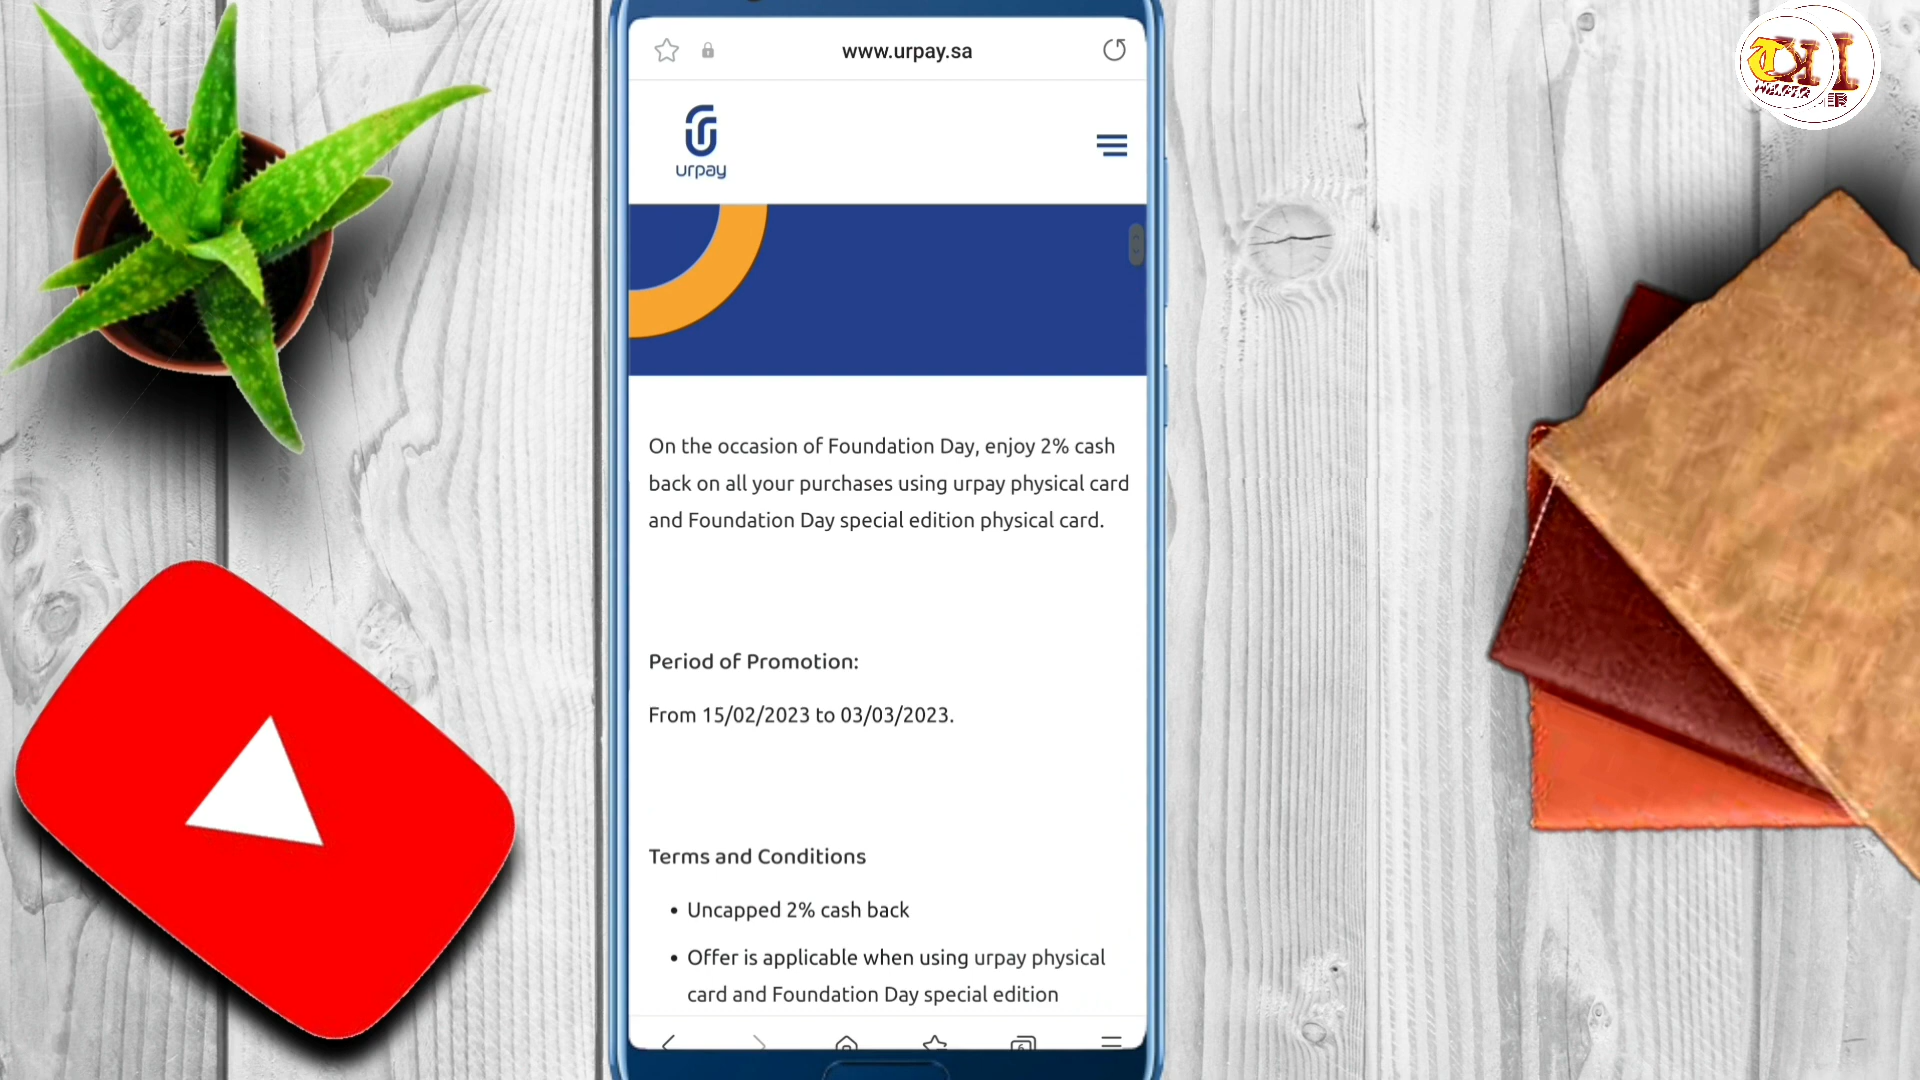 www.urpay.sa
urpay
On the occasion of Foundation Day, enjoy 2% cash
back on all your purchases using urpay physical card
and Foundation Day special edition physical card.
Period of Promotion:
From 15/02/2023 to 03/03/2023.
Terms and Conditions
• Uncapped 2% cash back
• Offer is applicable when using urpay physical
card and Foundation Day special edition